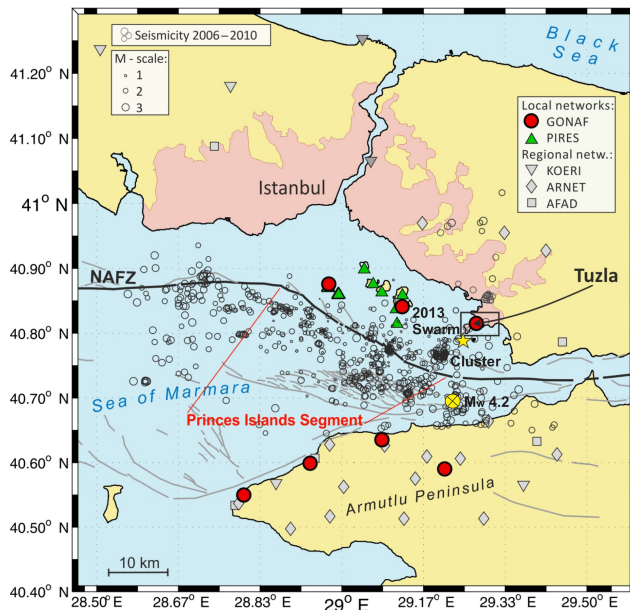 Seismicity 2006–2010
M - scale:
1
2
3
Black
Sea
Local networks:
GONAF
PIRES
Regional netw.:
KOERI
ARNET
AFAD
Istanbul
NAFZ
Tuzla
2013
Swarm
Cluster
Sea of Marmara
Princes Islands Segment
Mw 4.2
Armutlu Peninsula
10 km
41.20° N
41.10° N
41° N
40.90° N
40.80° N
40.70° N
40.60° N
40.50° N
40.40° N
28.50° E
28.67° E
28.83° E
29° E
29.17° E
29.33° E
29.50° E